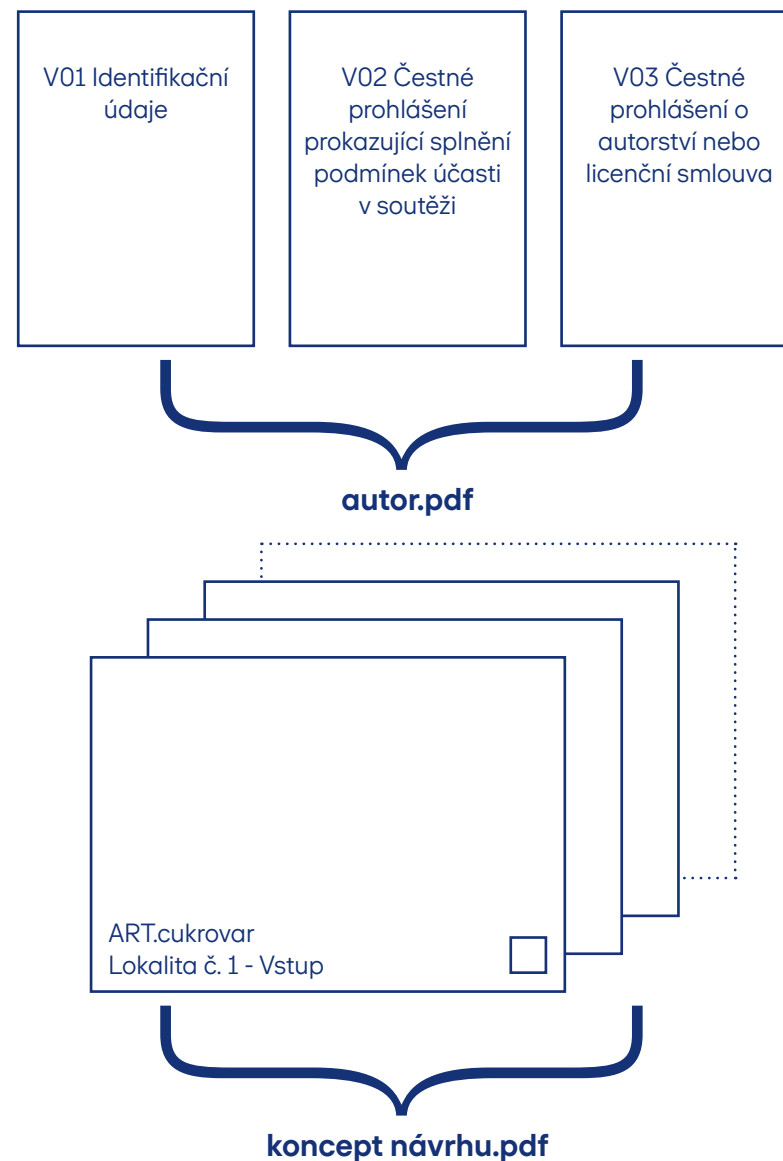 V01 Identifikační
údaje
V02 Čestné
prohlášení
prokazující splnění
podmínek účasti
v soutěži
V03 Čestné
prohlášení o
autorství nebo
licenční smlouva
autor.pdf
ART.cukrovar
Lokalita č. 1 - Vstup
koncept návrhu.pdf